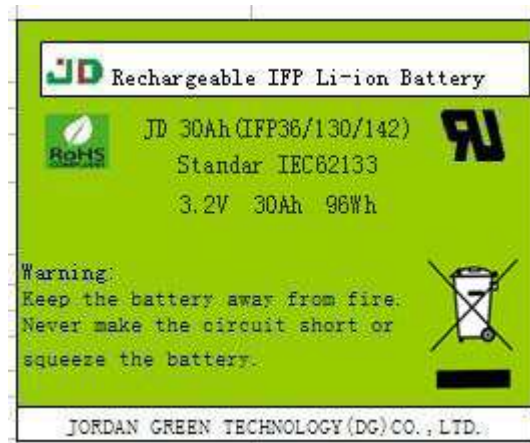 JD Rechargeable IFP Li-ion Battery
RoHS
COMPLIANT
JD 30Ah(IFP36/130/142)
Standar IEC62133
3.2V 30Ah 96Wh
Warning:
Keep the battery away from fire.
Never make the circuit short or
squeeze the battery.
JORDAN GREEN TECHNOLOGY(DG)CO.,LTD.